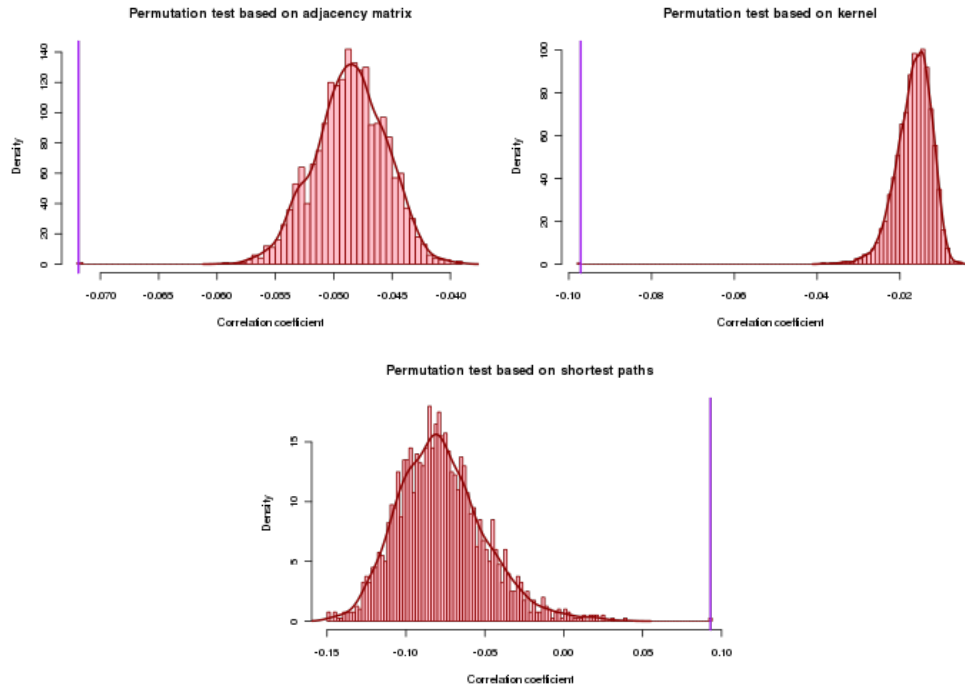 Permutation test based on adjacency matrix
Density
0 20 40 60 80 100 120 140
-0.070 -0.065 -0.060 -0.055 -0.050 -0.045 -0.040
Correlation coefficient
Permutation test based on kernel
Density
0 20 40 60 80 100
-0.10 -0.08 -0.06 -0.04 -0.02
Correlation coefficient
Permutation test based on shortest paths
Density
0 5 10 15
-0.15 -0.10 -0.05 0.00 0.05 0.10
Correlation coefficient